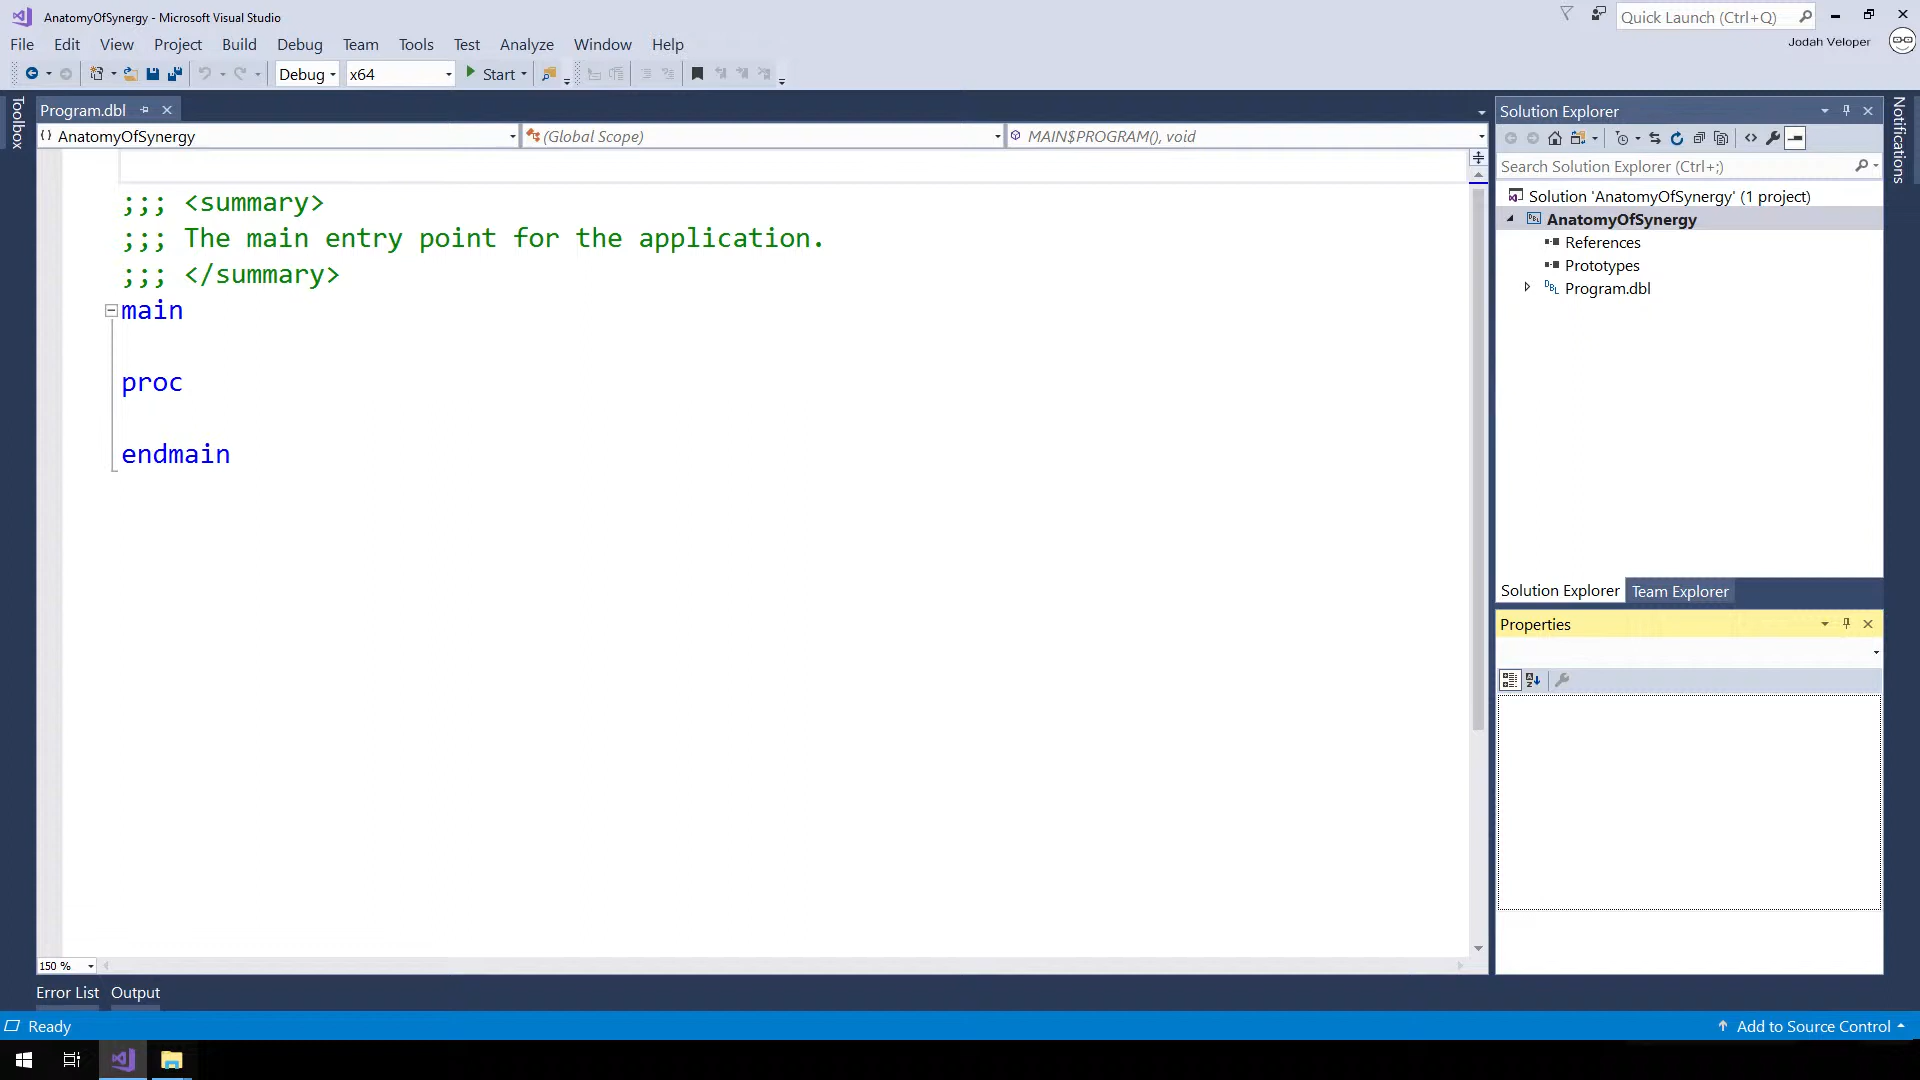 AnatomyOfSynergy - Microsoft Visual Studio
Quick Launch (Ctrl+Q)
File Edit View Project Build Debug Team Tools Test Analyze Window Help
Jodah Veloper
Debug x64 Start
Toolbox
Program.dbl
Solution Explorer
Notifications
AnatomyOfSynergy (Global Scope) MAIN$PROGRAM(), void
Search Solution Explorer (Ctrl+;)
;;; <summary>
;;; The main entry point for the application.
;;; </summary>
main
proc
endmain
Solution 'AnatomyOfSynergy' (1 project)
AnatomyOfSynergy
References
Prototypes
Program.dbl
Solution Explorer Team Explorer
Properties
150 %
Error List Output
Ready
Add to Source Control